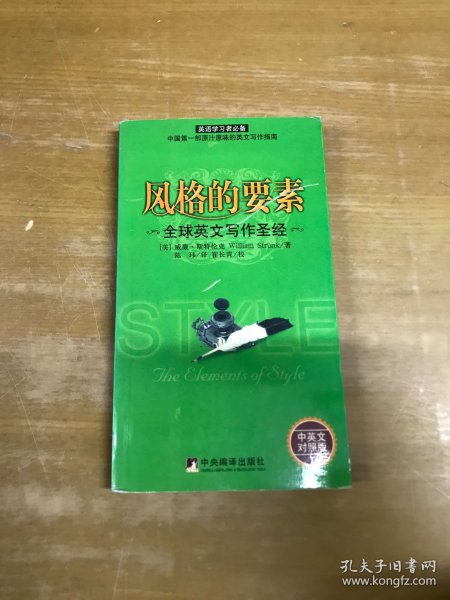 英语学习者必备
中国第一部原汁原味的英文写作指南
风格的要素
全球英文写作圣经
[美]威廉·斯特伦克 William Strunk/著
陈玮/译 崔长青/校
STYLE
The Elements of Style
中英文
对照版
中央编译出版社
孔夫子旧书网
www.kongfz.com